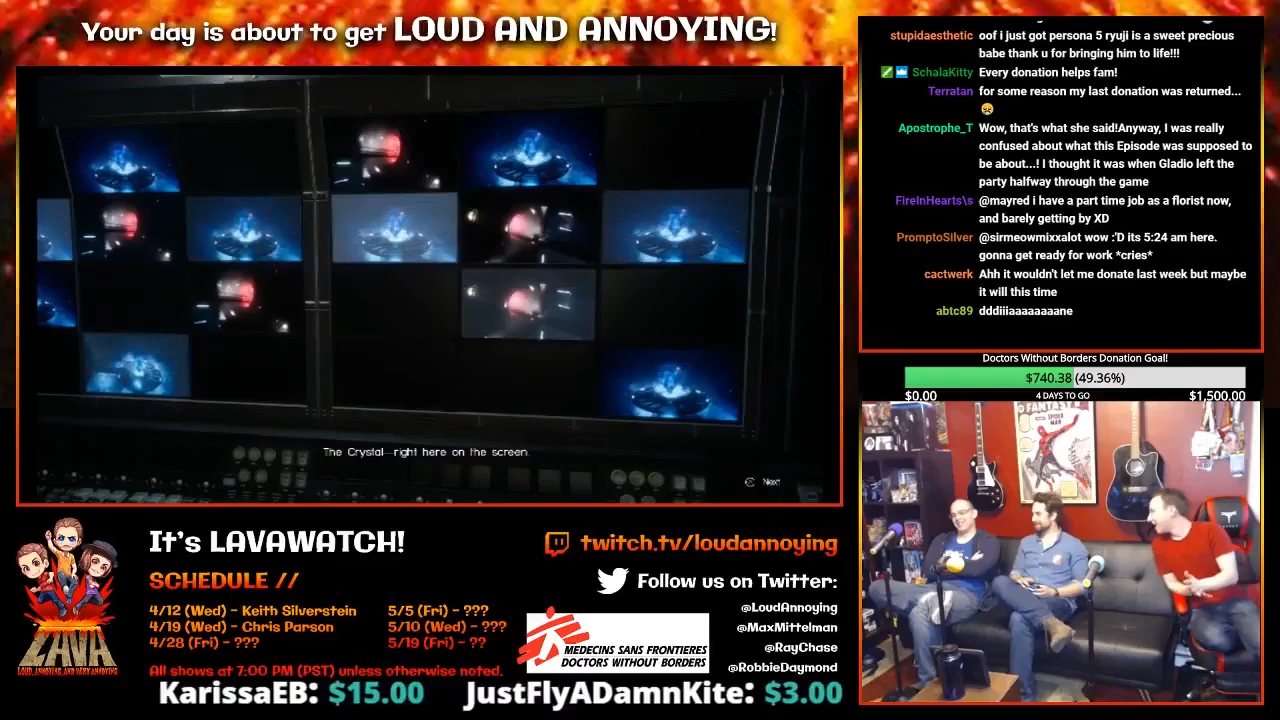 Your day is about to get LOUD AND ANNOYING!
stupidaesthetic oof i just got persona 5 ryuji is a sweet precious
babe thank u for bringing him to life!!!
SchalaKitty Every donation helps fam!
Terratan for some reason my last donation was returned...
Apostrophe_T Wow, that's what she said!Anyway, I was really
confused about what this Episode was supposed to
be about...! I thought it was when Gladio left the
party halfway through the game
FireInHearts\s @mayred i have a part time job as a florist now,
and barely getting by XD
PromptoSilver @sirmeowmixxalot wow :'D its 5:24 am here.
gonna get ready for work *cries*
cactwerk Ahh it wouldn't let me donate last week but maybe
it will this time
abtc89 dddiiiaaaaaaaane
The Crystal—right here on the screen.
Next
Doctors Without Borders Donation Goal!
$740.38 (49.36%)
$0.00 4 DAYS TO GO $1,500.00
It's LAVAWATCH!
SCHEDULE //
4/12 (Wed) - Keith Silverstein
4/19 (Wed) - Chris Parson
4/28 (Fri) - ???
5/5 (Fri) - ???
5/10 (Wed) - ???
5/19 (Fri) - ??
All shows at 7:00 PM (PST) unless otherwise noted.
twitch.tv/loudannoying
Follow us on Twitter:
@LoudAnnoying
@MaxMittelman
@RayChase
@RobbieDaymond
MEDECINS SANS FRONTIERES
DOCTORS WITHOUT BORDERS
LAVA
LOUD, ANNOYING, AND VERY ANNOYING
KarissaEB: $15.00 JustFlyADamnKite: $3.00